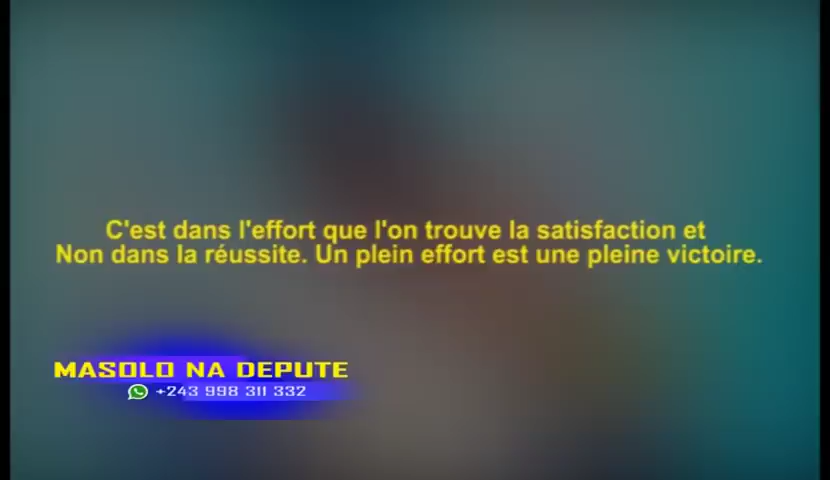 C'est dans l'effort que l'on trouve la satisfaction et
Non dans la réussite. Un plein effort est une pleine victoire.
MASOLO NA DEPUTE
+243 998 311 332